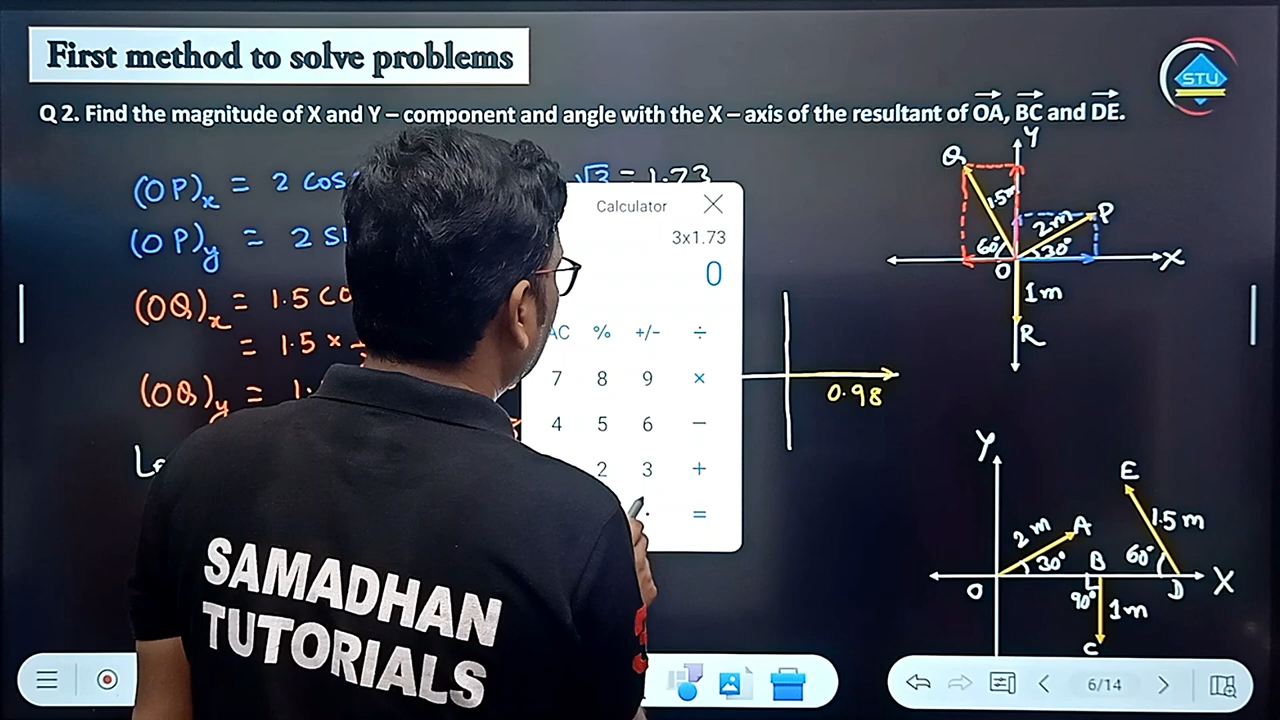 First method to solve problems
STU
Q 2. Find the magnitude of X and Y – component and angle with the X – axis of the resultant of OA, BC and DE.
(OP)x = 2 cos
√3 = 1.73
(OP)y = 2 si
(OQ)x = 1.5 co
= 1.5 ×
(OQ)y = 1.
Le
Calculator
3x1.73
0
AC % +/- ÷
7 8 9 ×
4 5 6 −
2 3 +
. =
0.98
Y
Q
1.5m
2m
P
60°
30°
O
X
1m
R
Y
E
2 m
A
1.5 m
30°
B
60°
O
90°
D
X
1m
C
SAMADHAN
TUTORIALS
6/14